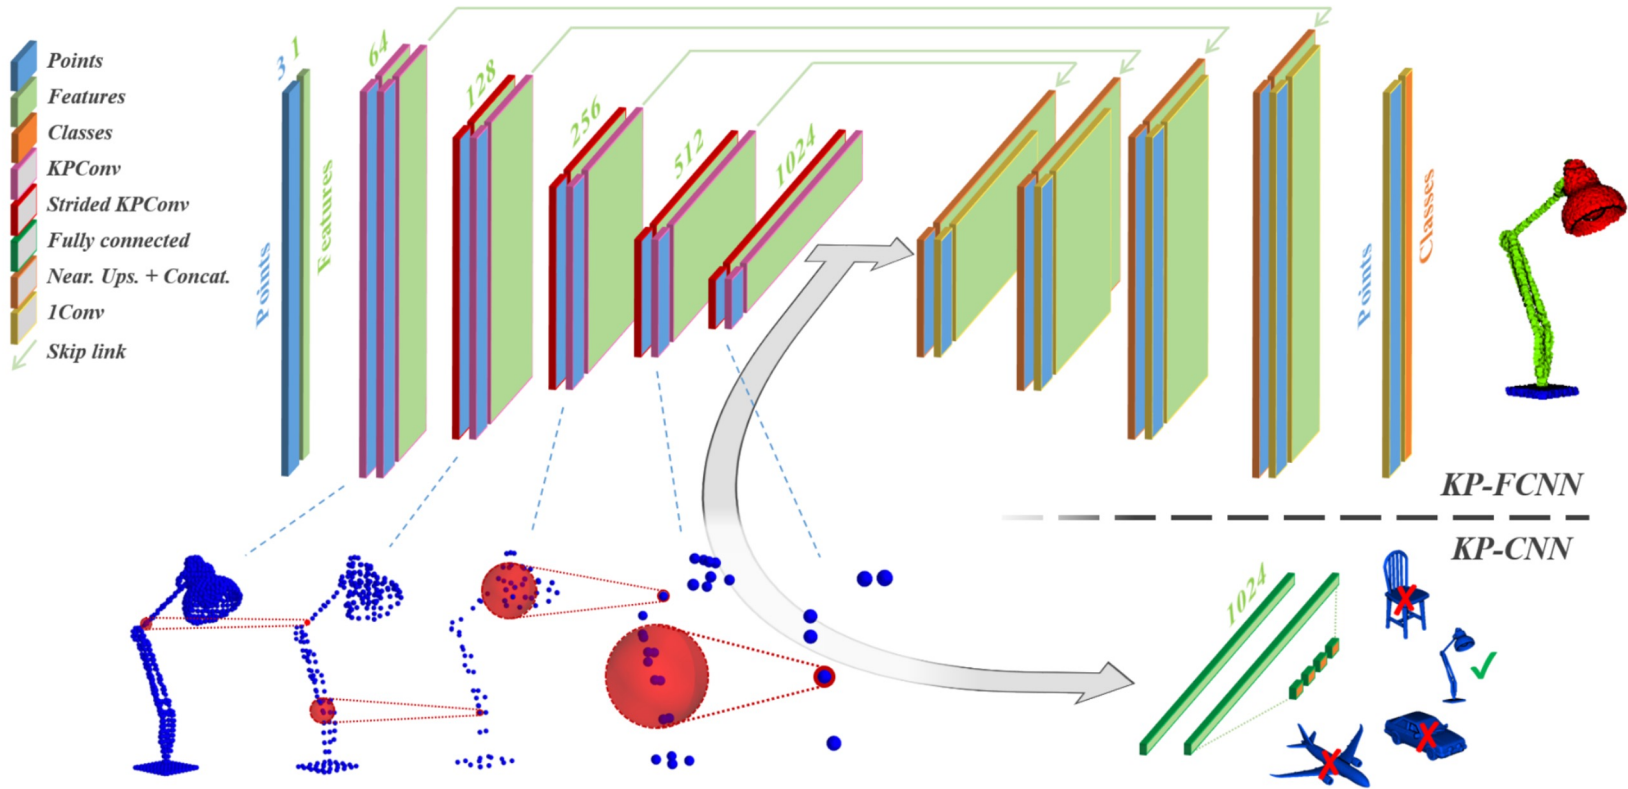 Points
Features
Classes
KPConv
Strided KPConv
Fully connected
Near. Ups. + Concat.
1Conv
Skip link
3 1
64
128
256
512
1024
Points
Features
Points
Classes
KP-FCNN
KP-CNN
1024